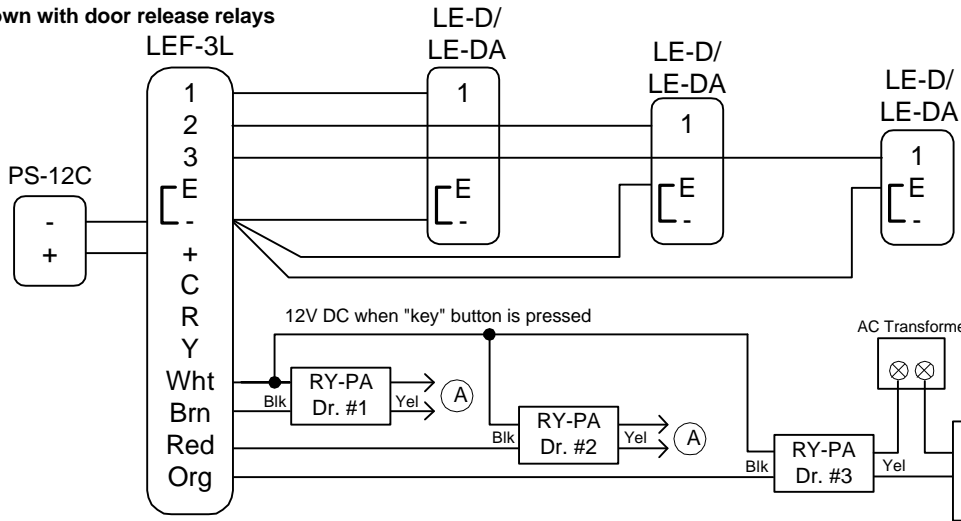 own with door release relays
LEF-3L
LE-D/
LE-DA
LE-D/
LE-DA
LE-D/
LE-DA
PS-12C
-
+
1
2
3
E
-
+
C
R
Y
Wht
Brn
Red
Org
1
E
-
1
E
-
1
E
-
12V DC when "key" button is pressed
Blk
RY-PA
Dr. #1
Yel
A
Blk
RY-PA
Dr. #2
Yel
A
Blk
RY-PA
Dr. #3
Yel
AC Transforme